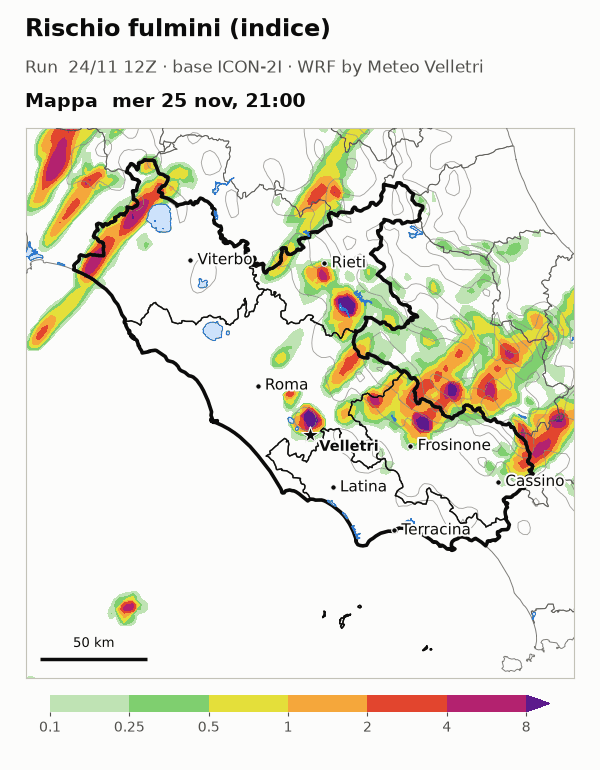 Rischio fulmini (indice)
Run 24/11 12Z · base ICON-2I · WRF by Meteo Velletri
Mappa mer 25 nov, 21:00
Viterbo
Rieti
Roma
Velletri
Frosinone
Cassino
Latina
Terracina
50 km
0.1 0.25 0.5 1 2 4 8